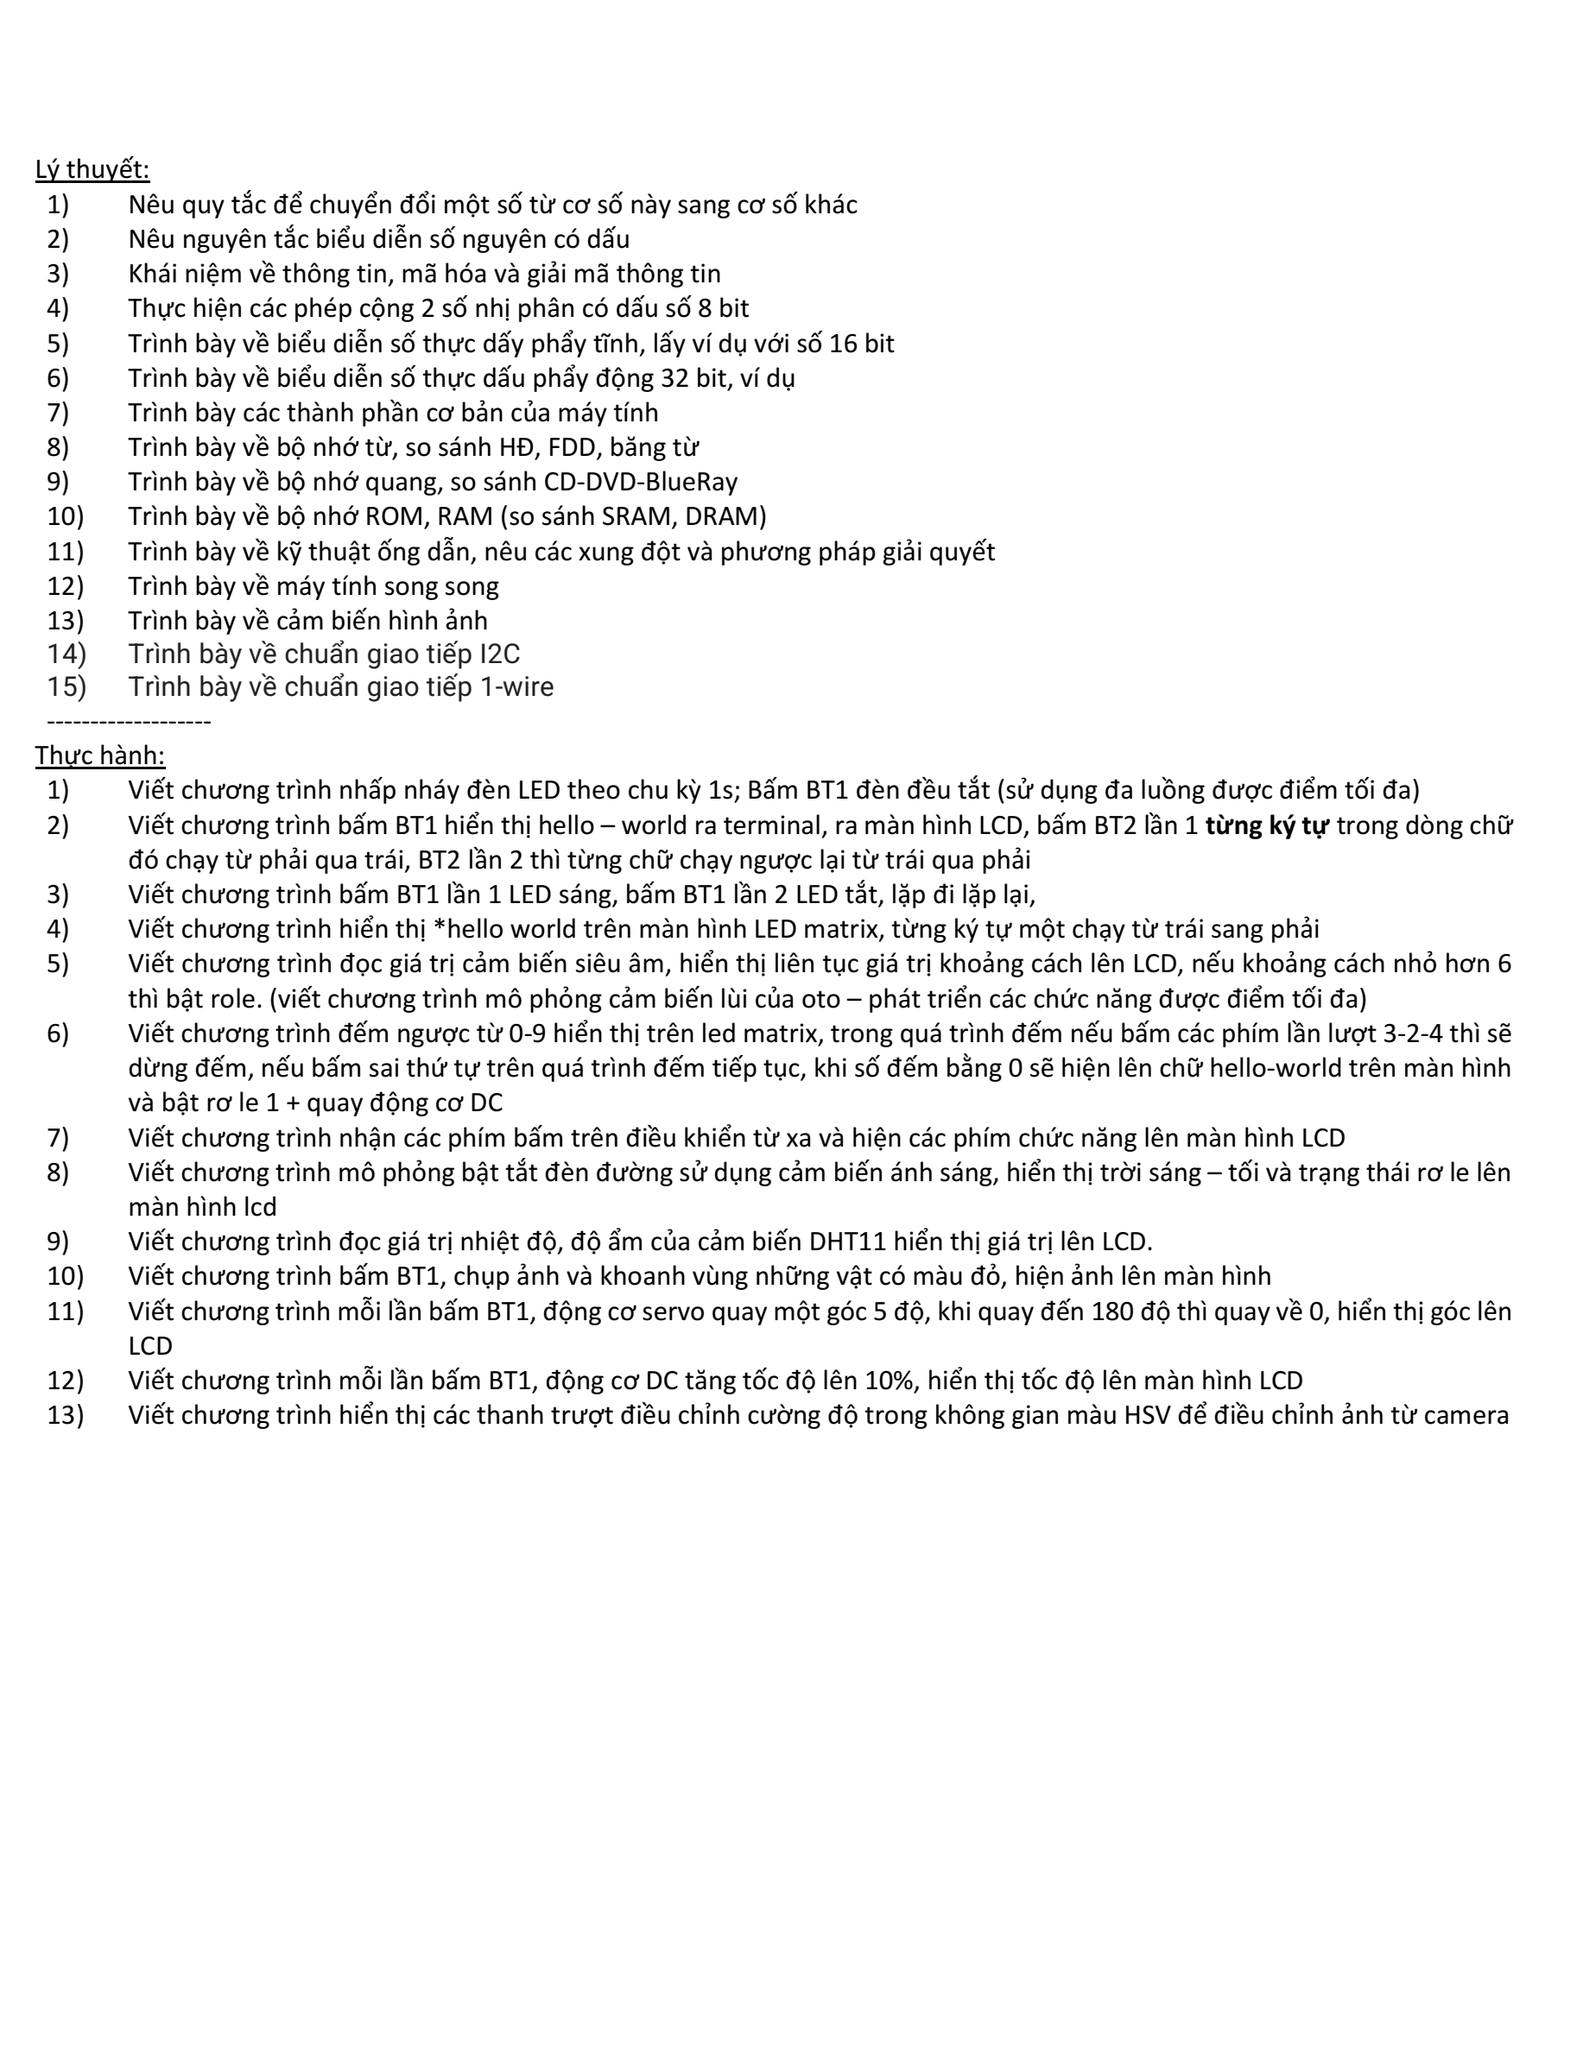 Lý thuyết:
1) Nêu quy tắc để chuyển đổi một số từ cơ số này sang cơ số khác
2) Nêu nguyên tắc biểu diễn số nguyên có dấu
3) Khái niệm về thông tin, mã hóa và giải mã thông tin
4) Thực hiện các phép cộng 2 số nhị phân có dấu số 8 bit
5) Trình bày về biểu diễn số thực dấy phẩy tĩnh, lấy ví dụ với số 16 bit
6) Trình bày về biểu diễn số thực dấu phẩy động 32 bit, ví dụ
7) Trình bày các thành phần cơ bản của máy tính
8) Trình bày về bộ nhớ từ, so sánh HĐ, FDD, băng từ
9) Trình bày về bộ nhớ quang, so sánh CD-DVD-BlueRay
10) Trình bày về bộ nhớ ROM, RAM (so sánh SRAM, DRAM)
11) Trình bày về kỹ thuật ống dẫn, nêu các xung đột và phương pháp giải quyết
12) Trình bày về máy tính song song
13) Trình bày về cảm biến hình ảnh
14) Trình bày về chuẩn giao tiếp I2C
15) Trình bày về chuẩn giao tiếp 1-wire
-------------------
Thực hành:
1) Viết chương trình nhấp nháy đèn LED theo chu kỳ 1s; Bấm BT1 đèn đều tắt (sử dụng đa luồng được điểm tối đa)
2) Viết chương trình bấm BT1 hiển thị hello – world ra terminal, ra màn hình LCD, bấm BT2 lần 1 từng ký tự trong dòng chữ
đó chạy từ phải qua trái, BT2 lần 2 thì từng chữ chạy ngược lại từ trái qua phải
3) Viết chương trình bấm BT1 lần 1 LED sáng, bấm BT1 lần 2 LED tắt, lặp đi lặp lại,
4) Viết chương trình hiển thị *hello world trên màn hình LED matrix, từng ký tự một chạy từ trái sang phải
5) Viết chương trình đọc giá trị cảm biến siêu âm, hiển thị liên tục giá trị khoảng cách lên LCD, nếu khoảng cách nhỏ hơn 6
thì bật role. (viết chương trình mô phỏng cảm biến lùi của oto – phát triển các chức năng được điểm tối đa)
6) Viết chương trình đếm ngược từ 0-9 hiển thị trên led matrix, trong quá trình đếm nếu bấm các phím lần lượt 3-2-4 thì sẽ
dừng đếm, nếu bấm sai thứ tự trên quá trình đếm tiếp tục, khi số đếm bằng 0 sẽ hiện lên chữ hello-world trên màn hình
và bật rơ le 1 + quay động cơ DC
7) Viết chương trình nhận các phím bấm trên điều khiển từ xa và hiện các phím chức năng lên màn hình LCD
8) Viết chương trình mô phỏng bật tắt đèn đường sử dụng cảm biến ánh sáng, hiển thị trời sáng – tối và trạng thái rơ le lên
màn hình lcd
9) Viết chương trình đọc giá trị nhiệt độ, độ ẩm của cảm biến DHT11 hiển thị giá trị lên LCD.
10) Viết chương trình bấm BT1, chụp ảnh và khoanh vùng những vật có màu đỏ, hiện ảnh lên màn hình
11) Viết chương trình mỗi lần bấm BT1, động cơ servo quay một góc 5 độ, khi quay đến 180 độ thì quay về 0, hiển thị góc lên
LCD
12) Viết chương trình mỗi lần bấm BT1, động cơ DC tăng tốc độ lên 10%, hiển thị tốc độ lên màn hình LCD
13) Viết chương trình hiển thị các thanh trượt điều chỉnh cường độ trong không gian màu HSV để điều chỉnh ảnh từ camera